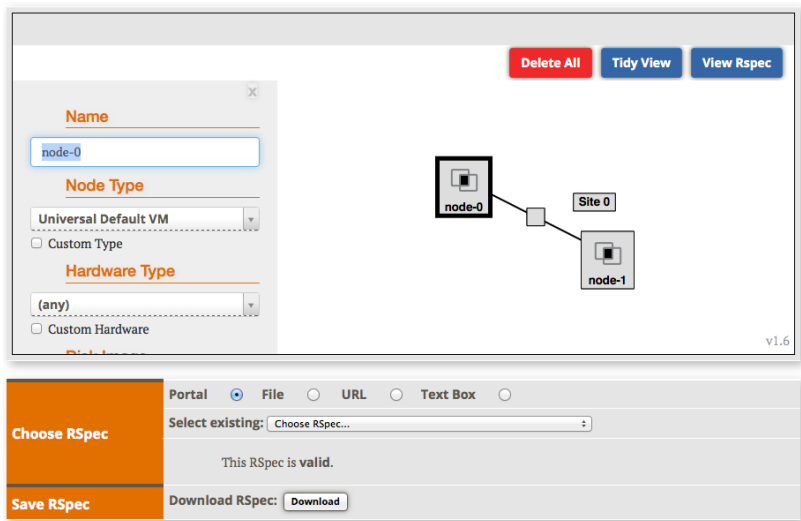 Delete All Tidy View View Rspec
x
Name
node-0
Node Type
Universal Default VM
Custom Type
Hardware Type
(any)
Custom Hardware
Disk Image
node-0
Site 0
node-1
v1.6
Choose RSpec
Portal File URL Text Box
Select existing: Choose RSpec...
This RSpec is valid.
Save RSpec
Download RSpec: Download